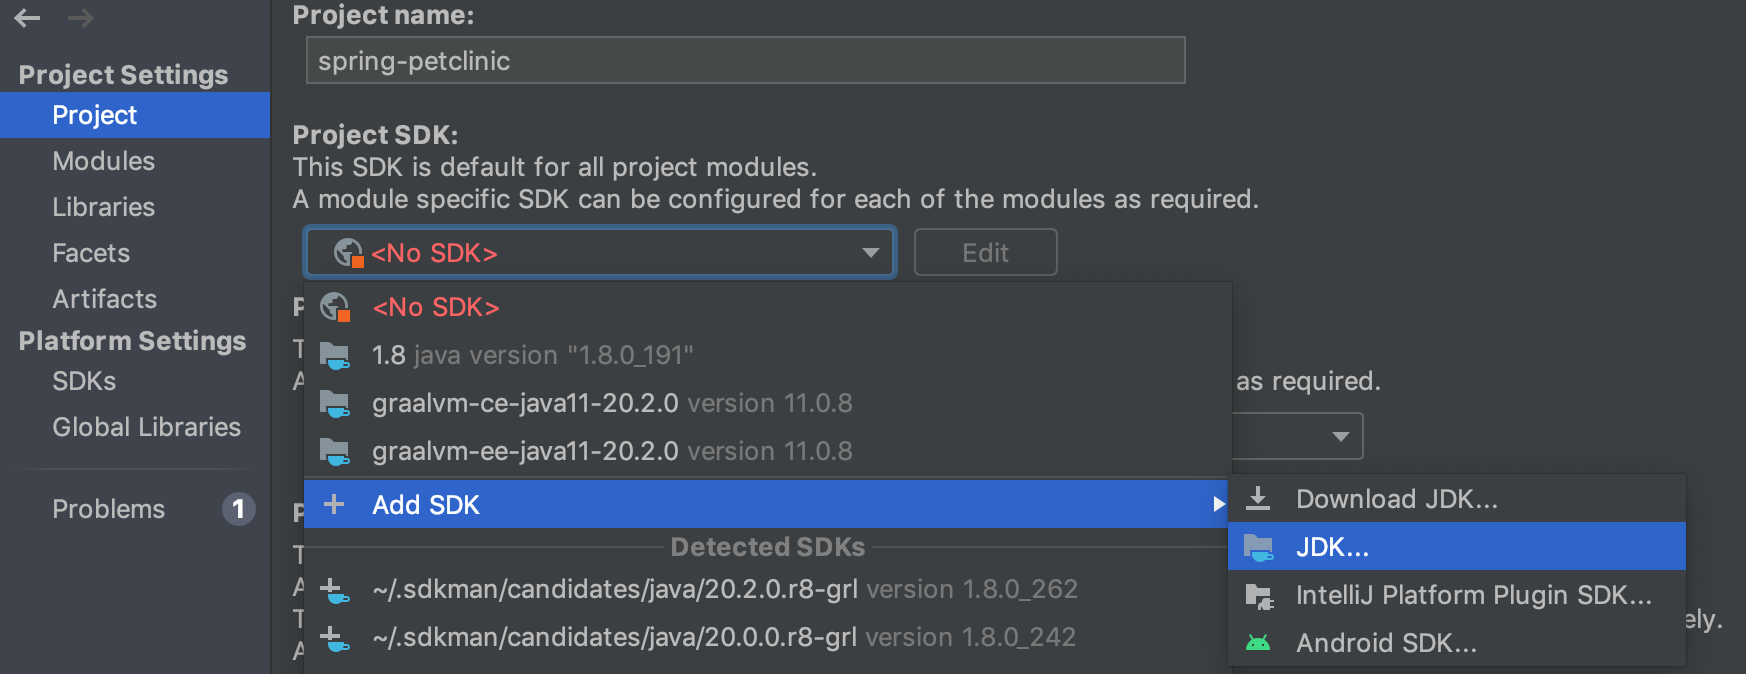 Project Settings
Project
Modules
Libraries
Facets
Artifacts
Platform Settings
SDKs
Global Libraries
Problems 1
Project name:
spring-petclinic
Project SDK:
This SDK is default for all project modules.
A module specific SDK can be configured for each of the modules as required.
<No SDK> Edit
<No SDK>
1.8 java version "1.8.0_191"
as required.
graalvm-ce-java11-20.2.0 version 11.0.8
graalvm-ee-java11-20.2.0 version 11.0.8
Add SDK
Detected SDKs
~/.sdkman/candidates/java/20.2.0.r8-grl version 1.8.0_262
~/.sdkman/candidates/java/20.0.0.r8-grl version 1.8.0_242
Download JDK...
JDK...
IntelliJ Platform Plugin SDK...
Android SDK...